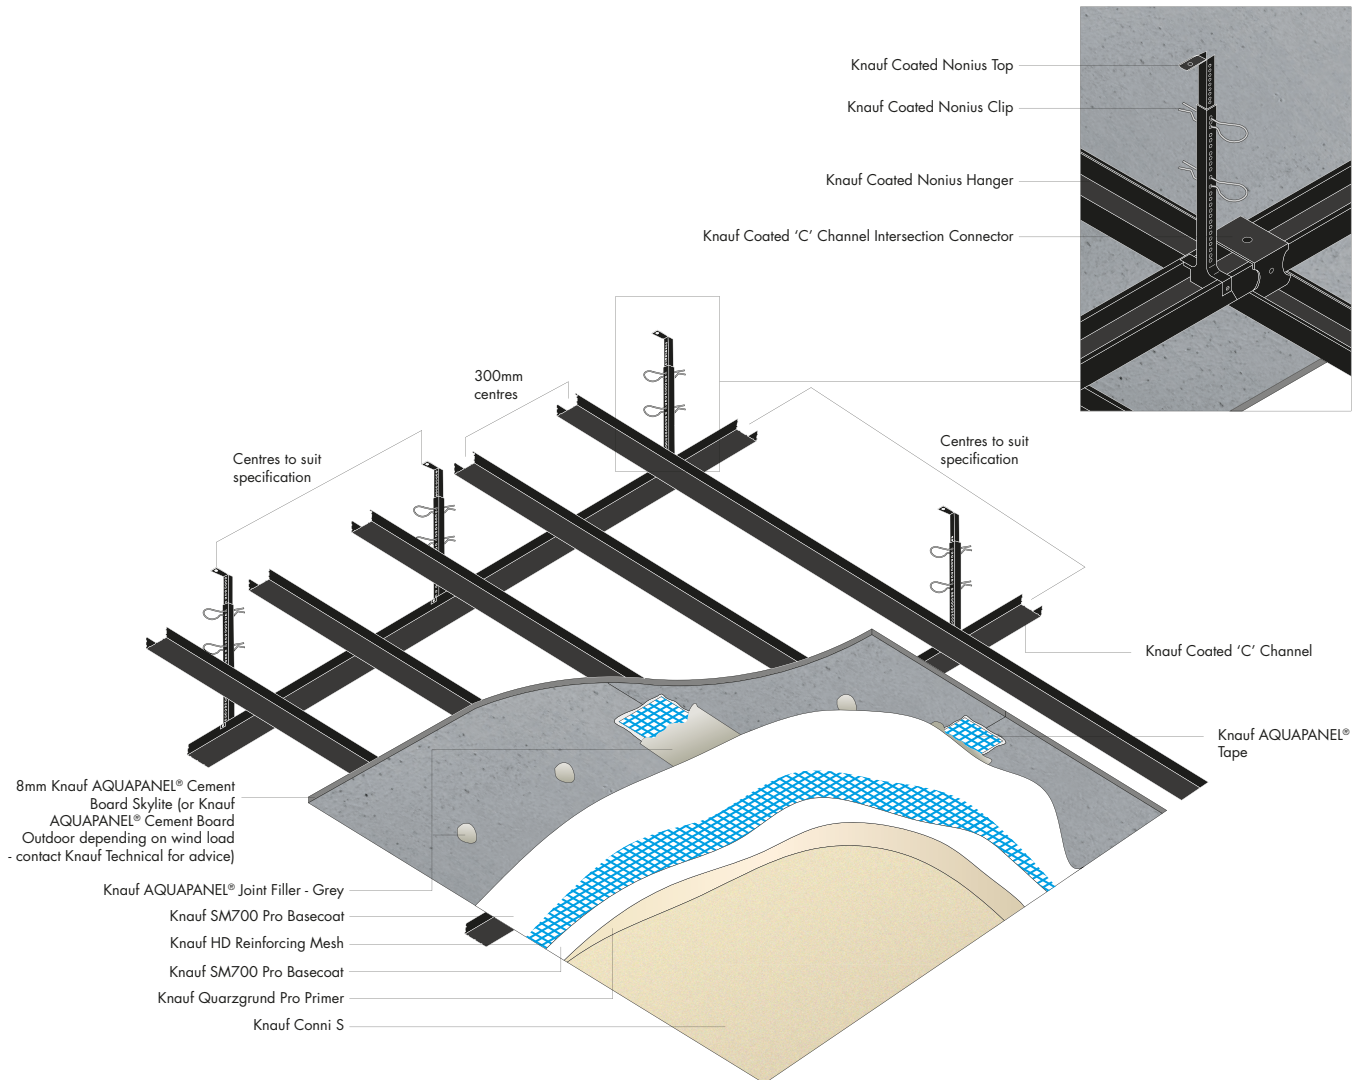 Knauf Coated Nonius Top
Knauf Coated Nonius Clip
Knauf Coated Nonius Hanger
Knauf Coated ‘C’ Channel Intersection Connector
300mm
centres
Centres to suit
specification
Centres to suit
specification
Knauf Coated ‘C’ Channel
Knauf AQUAPANEL®
Tape
8mm Knauf AQUAPANEL® Cement
Board Skylite (or Knauf
AQUAPANEL® Cement Board
Outdoor depending on wind load
- contact Knauf Technical for advice)
Knauf AQUAPANEL® Joint Filler - Grey
Knauf SM700 Pro Basecoat
Knauf HD Reinforcing Mesh
Knauf SM700 Pro Basecoat
Knauf Quarzgrund Pro Primer
Knauf Conni S